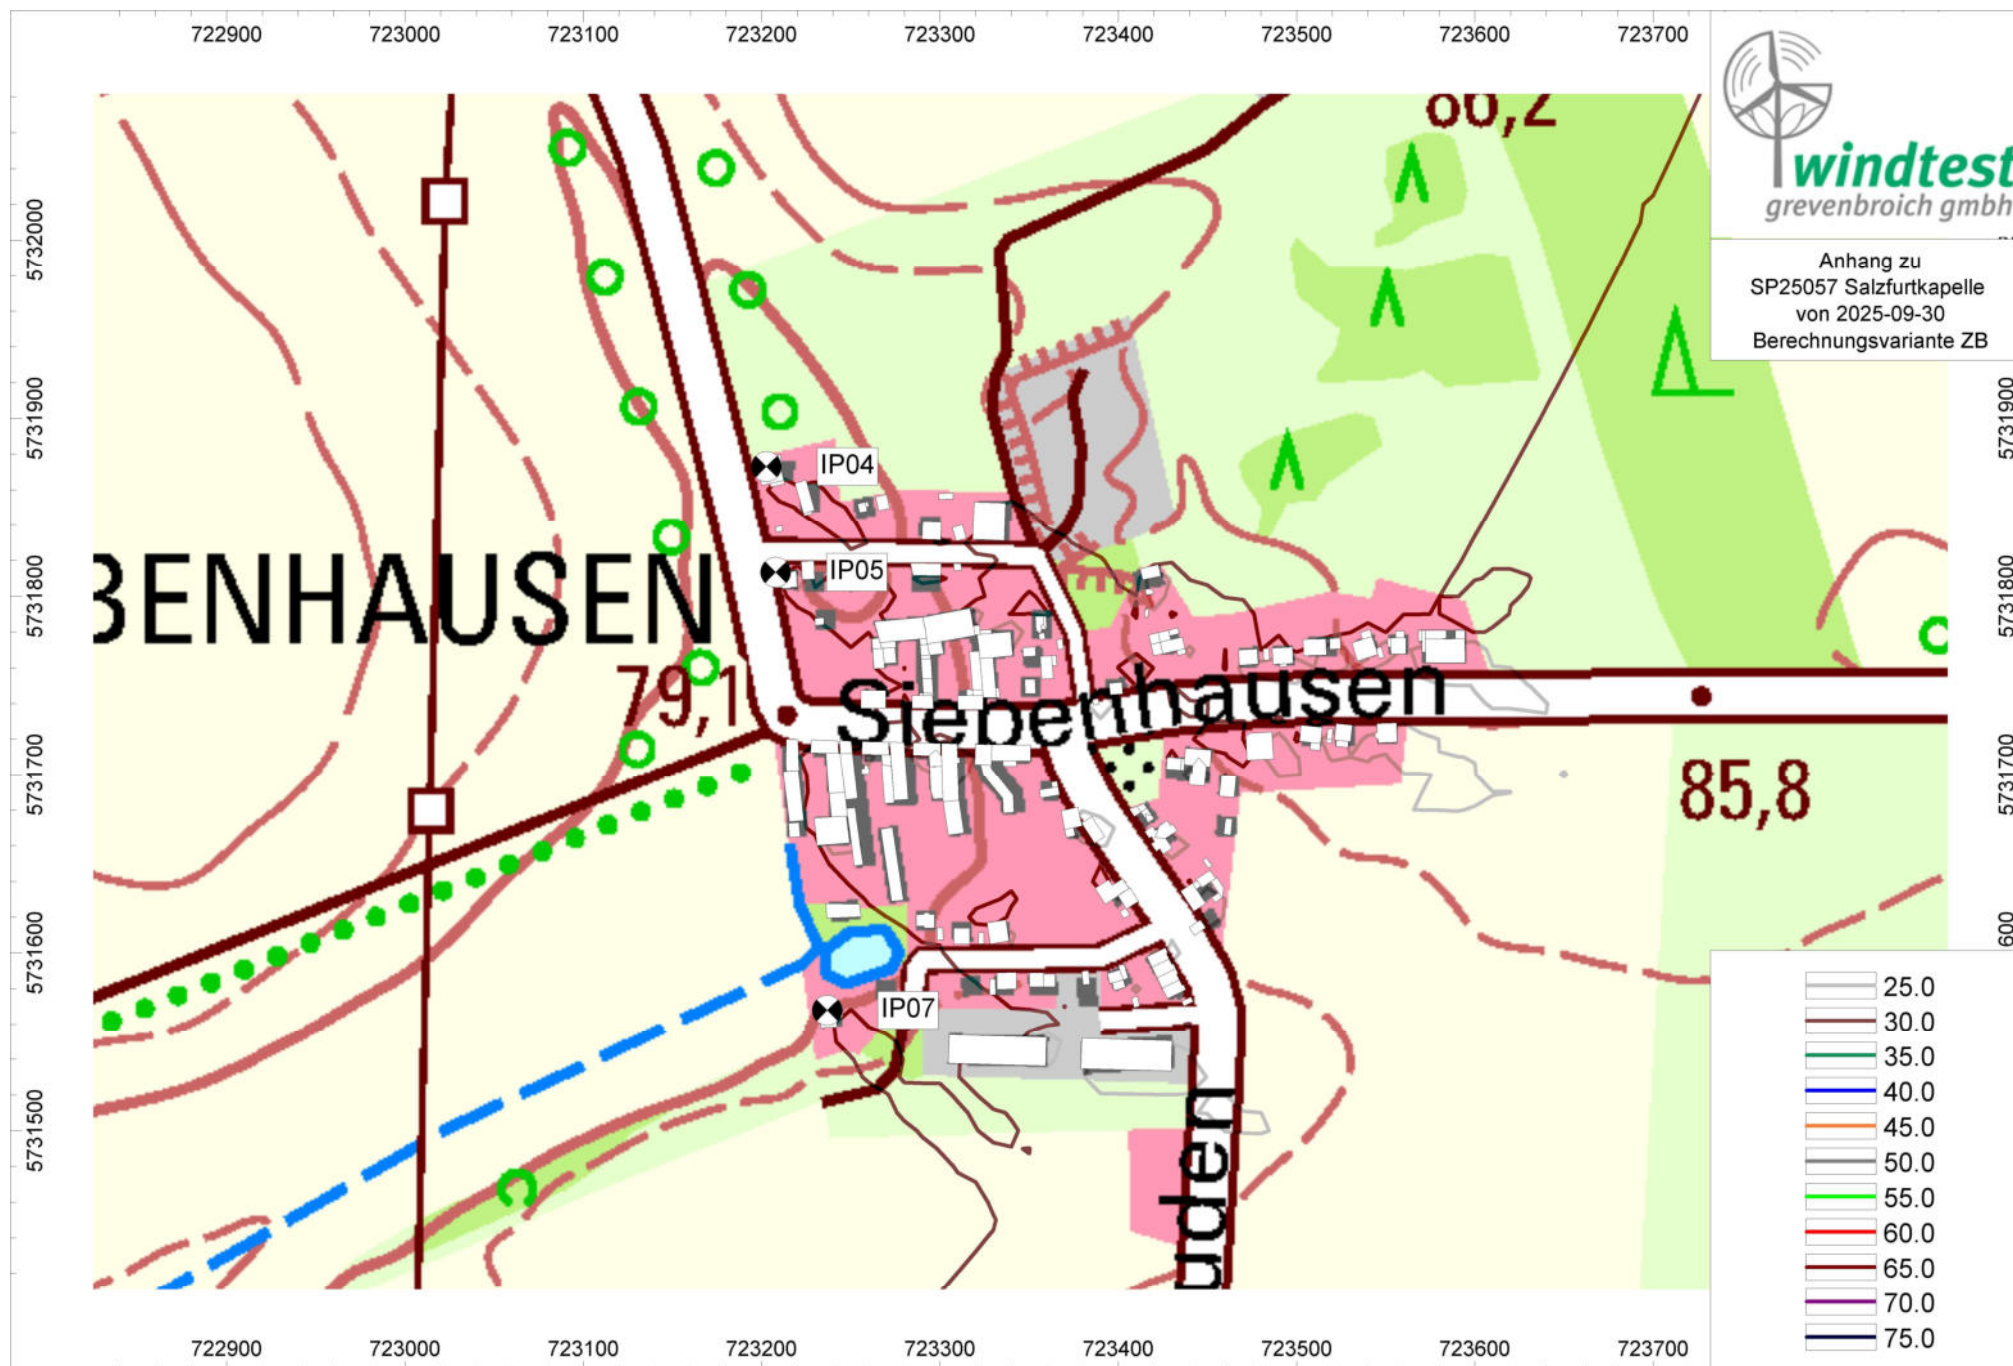 722900 723000 723100 723200 723300 723400 723500 723600 723700
windtest
grevenbroich gmbh
Anhang zu
SP25057 Salzfurtkapelle
von 2025-09-30
Berechnungsvariante ZB
5732000
5731900
5731800
5731700
5731600
5731500
5731900
5731800
5731700
600
IP04
IP05
BENHAUSEN
79,1
Siebenhausen
85,8
IP07
uden
25.0
30.0
35.0
40.0
45.0
50.0
55.0
60.0
65.0
70.0
75.0
722900 723000 723100 723200 723300 723400 723500 723600 723700